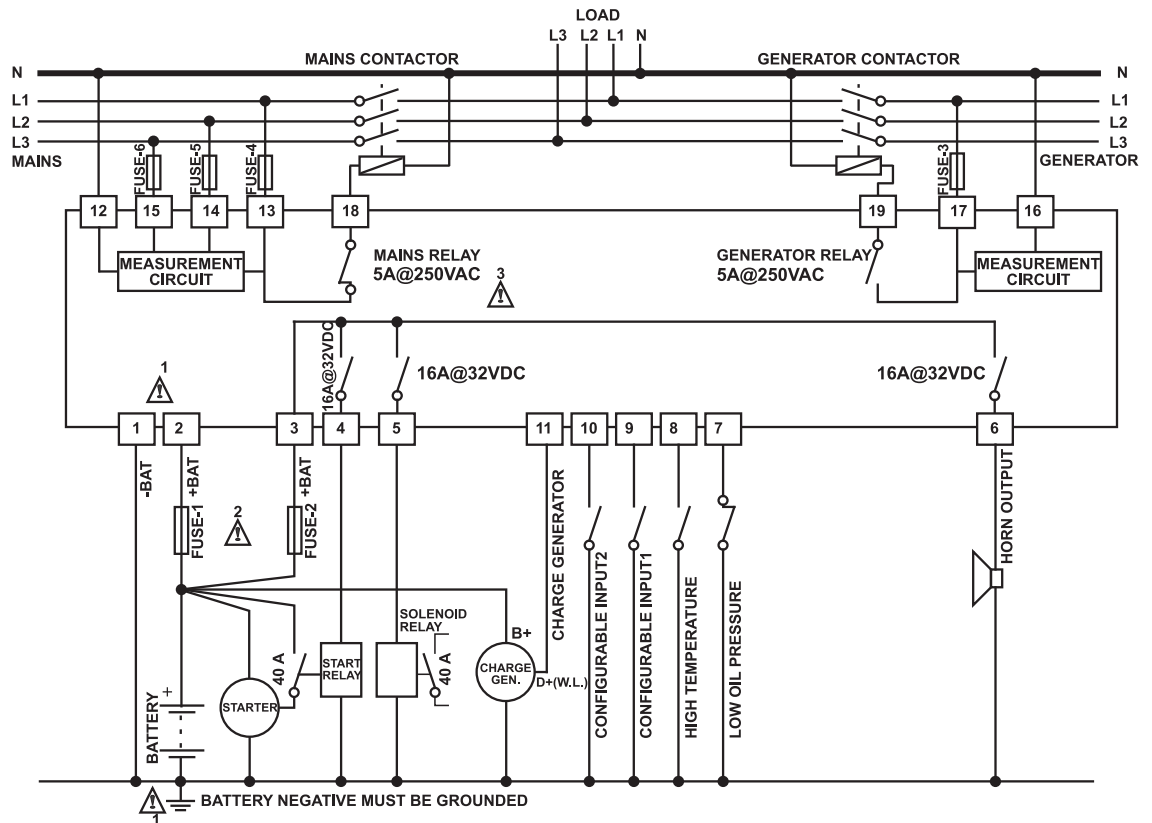 LOAD
L3 L2 L1 N
MAINS CONTACTOR
GENERATOR CONTACTOR
N
N
L1
L1
L2
L2
L3
L3
MAINS
GENERATOR
FUSE-6
FUSE-5
FUSE-4
FUSE-3
12
15
14
13
18
19
17
16
MEASUREMENT
CIRCUIT
MAINS RELAY
5A@250VAC
3
GENERATOR RELAY
5A@250VAC
MEASUREMENT
CIRCUIT
16A@32VDC
16A@32VDC
16A@32VDC
1
1
2
3
4
5
11
10
9
8
7
6
-BAT
+BAT
FUSE-1
2
+BAT
FUSE-2
CHARGE GENERATOR
CONFIGURABLE INPUT2
CONFIGURABLE INPUT1
HIGH TEMPERATURE
LOW OIL PRESSURE
HORN OUTPUT
SOLENOID
RELAY
B+
40 A
START
RELAY
40 A
CHARGE
GEN.
D+(W.L.)
STARTER
BATTERY
+
BATTERY NEGATIVE MUST BE GROUNDED
1